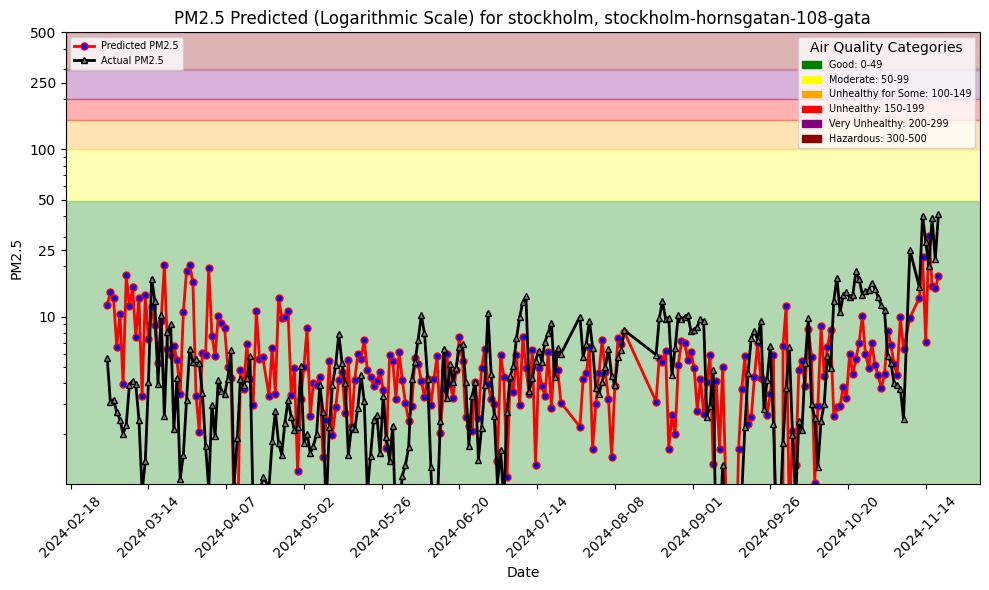 PM2.5 Predicted (Logarithmic Scale) for stockholm, stockholm-hornsgatan-108-gata
Predicted PM2.5
Actual PM2.5
Air Quality Categories
Good: 0-49
Moderate: 50-99
Unhealthy for Some: 100-149
Unhealthy: 150-199
Very Unhealthy: 200-299
Hazardous: 300-500
500
250
100
50
25
10
PM2.5
2024-02-18
2024-03-14
2024-04-07
2024-05-02
2024-05-26
2024-06-20
2024-07-14
2024-08-08
2024-09-01
2024-09-26
2024-10-20
2024-11-14
Date